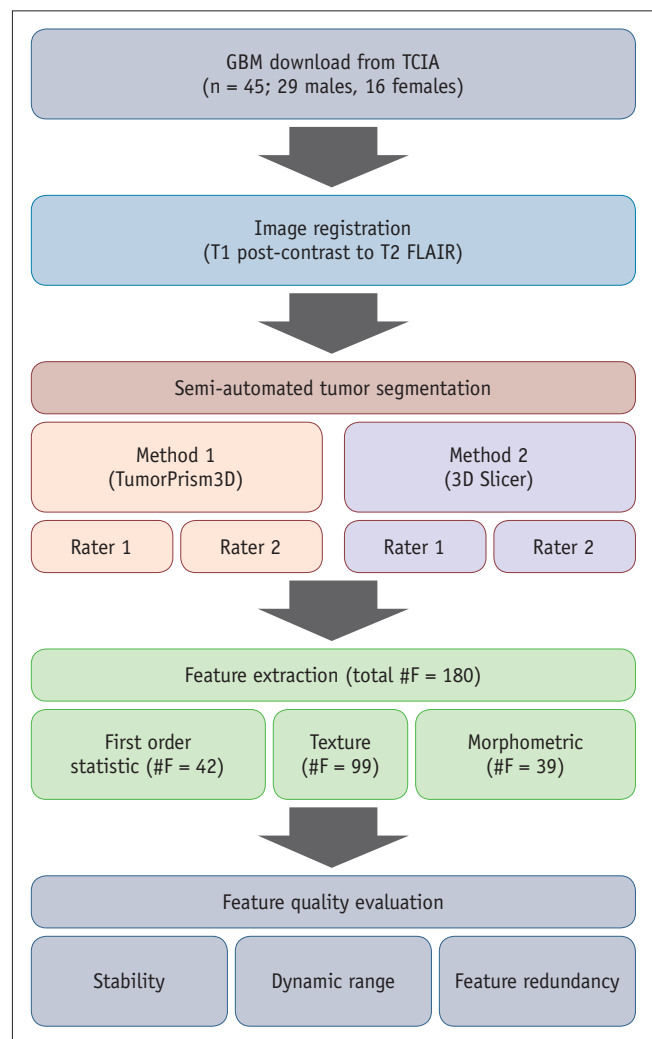 GBM download from TCIA
(n = 45; 29 males, 16 females)
Image registration
(T1 post-contrast to T2 FLAIR)
Semi-automated tumor segmentation
Method 1
(TumorPrism3D)
Method 2
(3D Slicer)
Rater 1
Rater 2
Rater 1
Rater 2
Feature extraction (total #F = 180)
First order
statistic (#F = 42)
Texture
(#F = 99)
Morphometric
(#F = 39)
Feature quality evaluation
Stability
Dynamic range
Feature redundancy